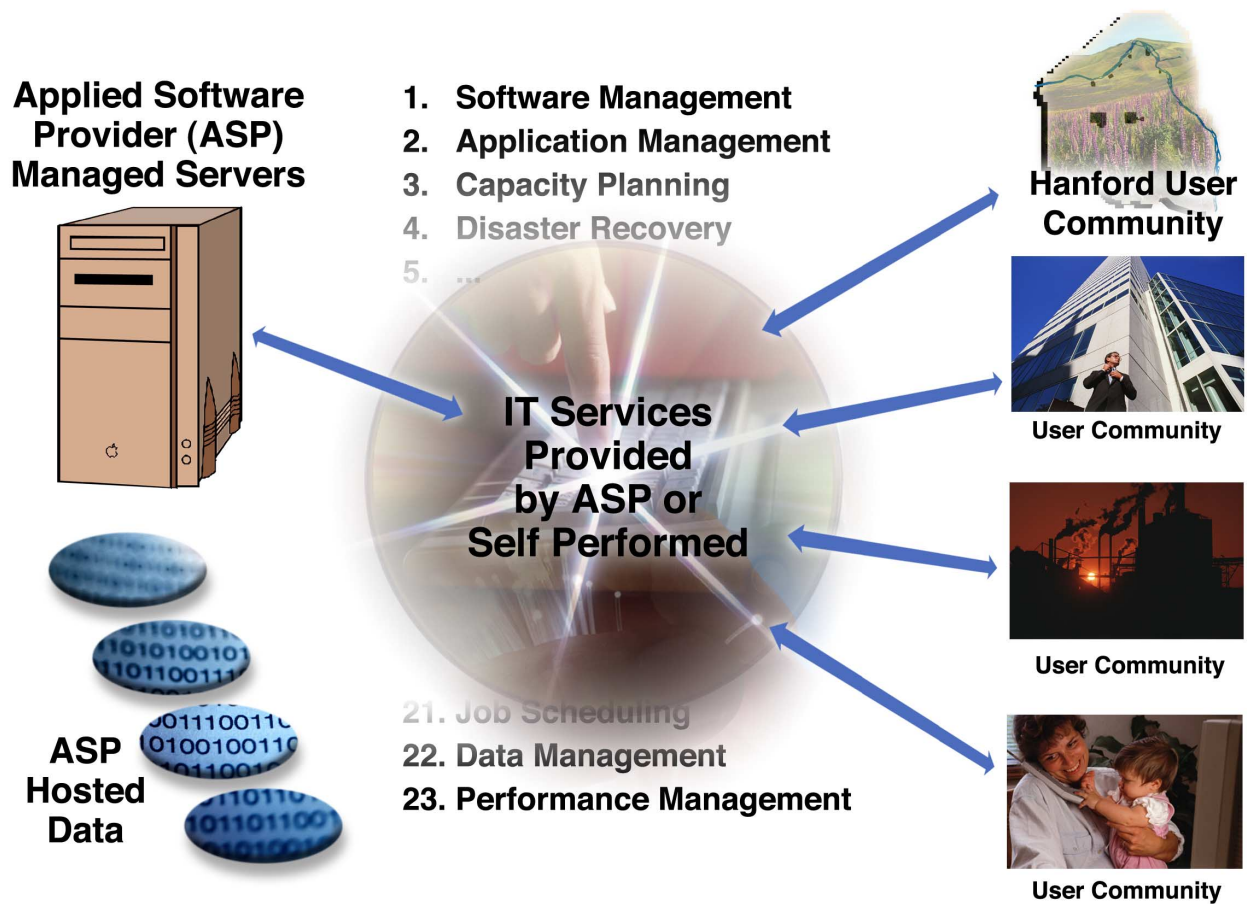 Applied Software
Provider (ASP)
Managed Servers
1. Software Management
2. Application Management
3. Capacity Planning
4. Disaster Recovery
5. ...
IT Services
Provided
by ASP or
Self Performed
21. Job Scheduling
22. Data Management
23. Performance Management
ASP
Hosted
Data
Hanford User
Community
User Community
User Community
User Community